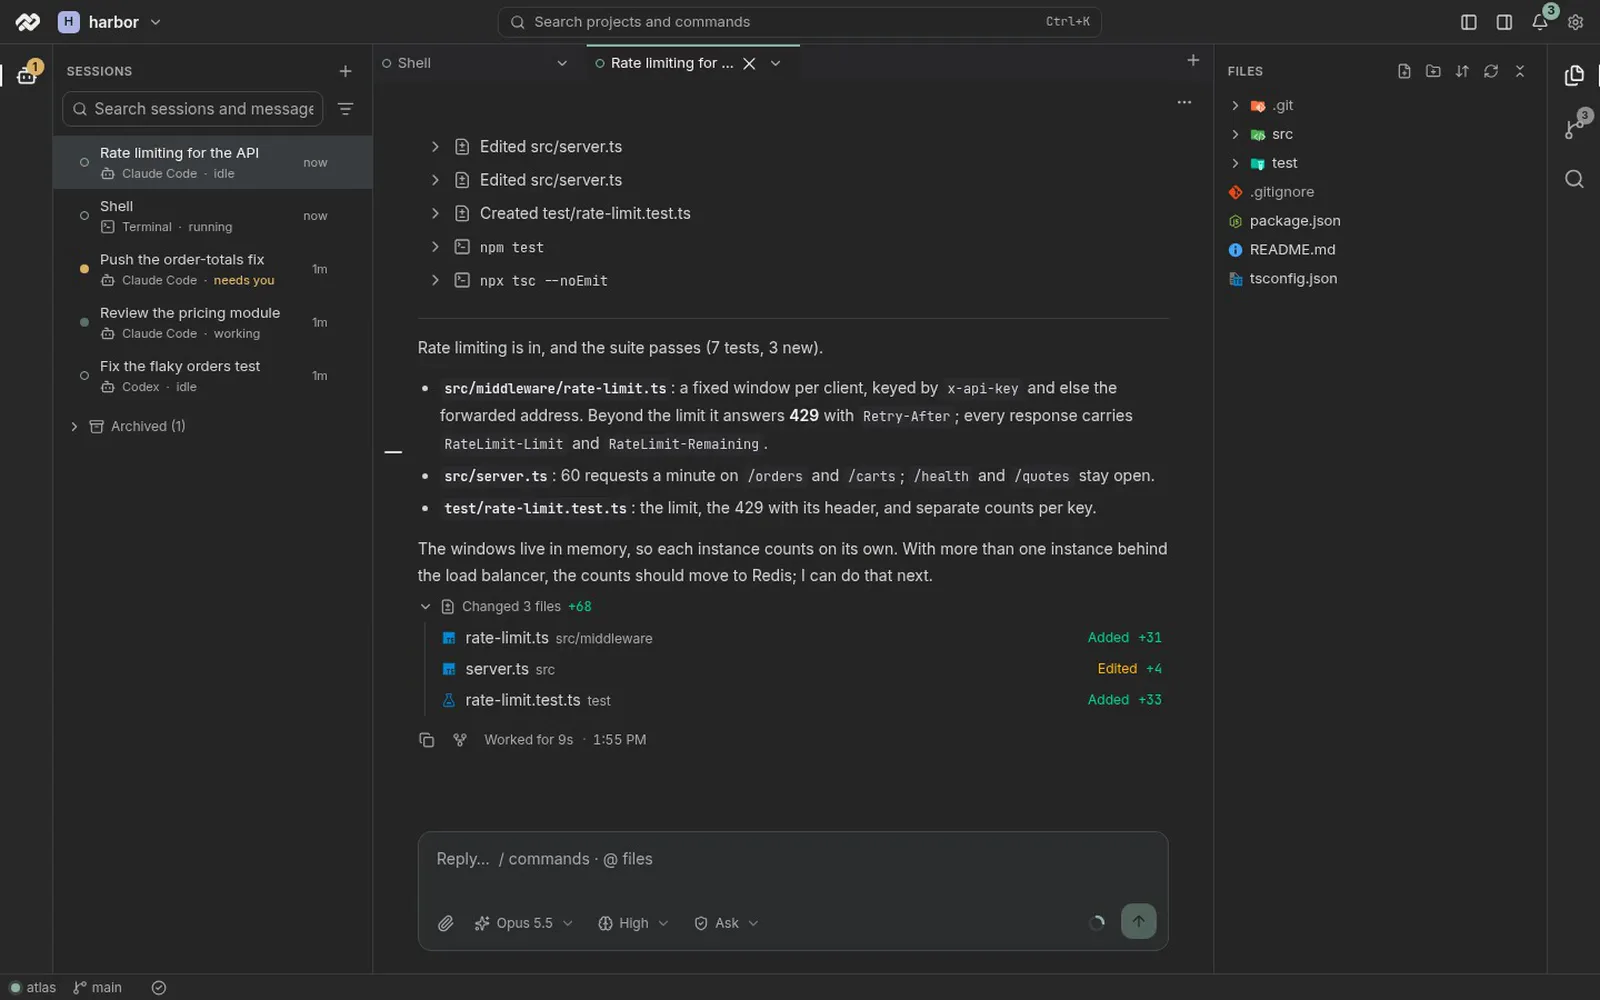 H harbor
Search projects and commands
Ctrl+K
3
1
SESSIONS
Search sessions and message
Rate limiting for the API
now
Claude Code · idle
Shell
now
Terminal · running
Push the order-totals fix
1m
Claude Code · needs you
Review the pricing module
1m
Claude Code · working
Fix the flaky orders test
1m
Codex · idle
Archived (1)
Shell
Rate limiting for ...
Edited src/server.ts
Edited src/server.ts
Created test/rate-limit.test.ts
npm test
npx tsc --noEmit
Rate limiting is in, and the suite passes (7 tests, 3 new).
• src/middleware/rate-limit.ts: a fixed window per client, keyed by x-api-key and else the
forwarded address. Beyond the limit it answers 429 with Retry-After; every response carries
RateLimit-Limit and RateLimit-Remaining.
• src/server.ts: 60 requests a minute on /orders and /carts; /health and /quotes stay open.
• test/rate-limit.test.ts: the limit, the 429 with its header, and separate counts per key.
The windows live in memory, so each instance counts on its own. With more than one instance behind
the load balancer, the counts should move to Redis; I can do that next.
Changed 3 files +68
rate-limit.ts src/middleware Added +31
server.ts src Edited +4
rate-limit.test.ts test Added +33
Worked for 9s · 1:55 PM
Reply... / commands · @ files
Opus 5.5
High
Ask
FILES
.git
src
test
.gitignore
package.json
README.md
tsconfig.json
3
atlas
main